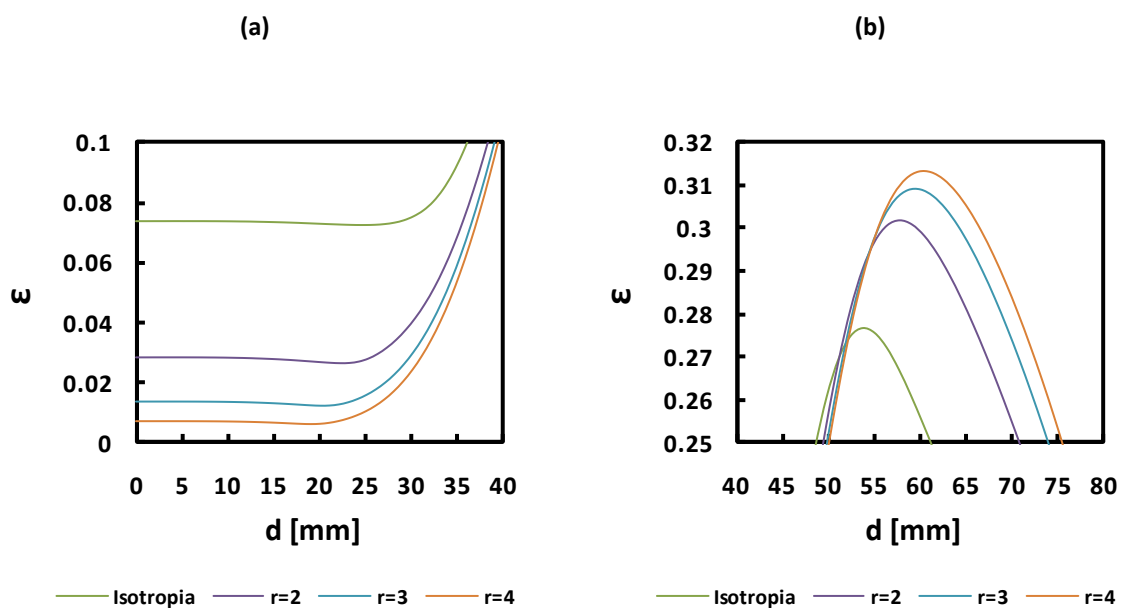 (a)
0.1
0.08
0.06
0.04
0.02
0
ε
0 5 10 15 20 25 30 35 40
d [mm]
Isotropia r=2 r=3 r=4
(b)
0.32
0.31
0.3
0.29
0.28
0.27
0.26
0.25
ε
40 45 50 55 60 65 70 75 80
d [mm]
Isotropia r=2 r=3 r=4